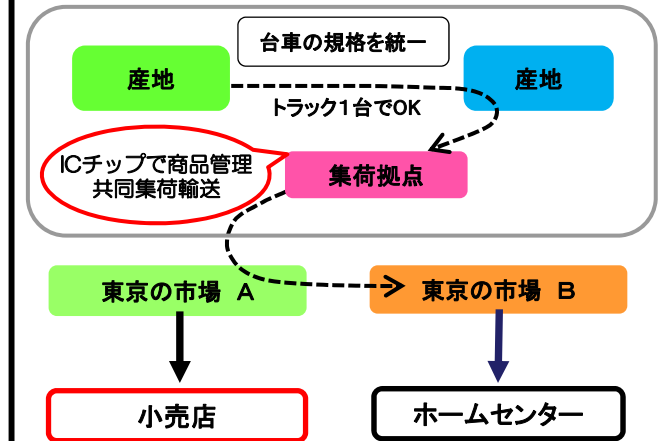 台車の規格を統一
産地
産地
トラック１台でOK
ICチップで商品管理
共同集荷輸送
集荷拠点
東京の市場　A
東京の市場　B
小売店
ホームセンター